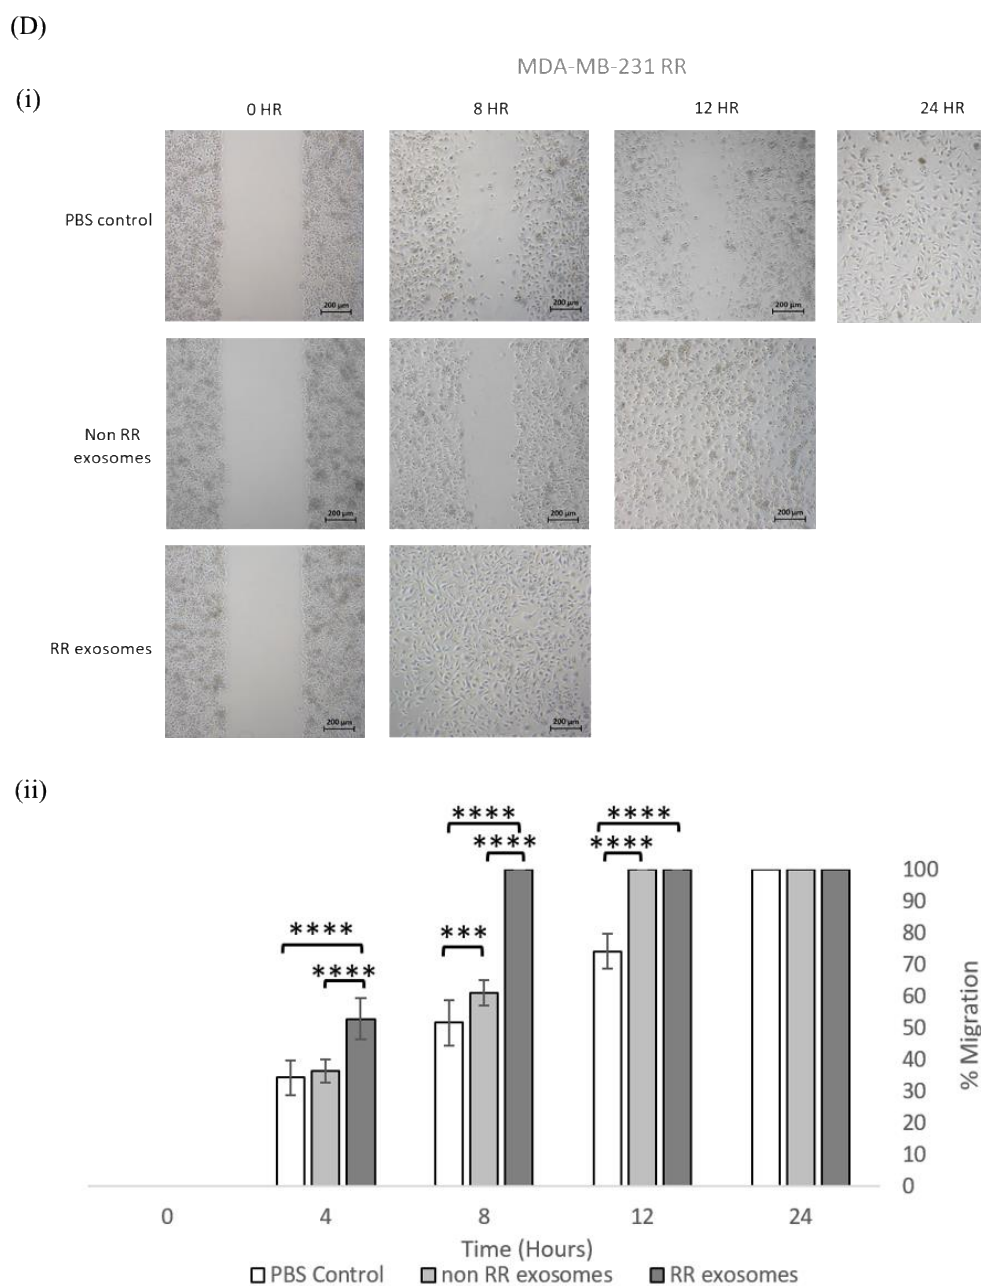 (D)
MDA-MB-231 RR
(i)
0 HR 8 HR 12 HR 24 HR
PBS control
200 µm 200 µm 200 µm
Non RR
exosomes
200 µm 200 µm 200 µm
RR exosomes
200 µm 200 µm
(ii)
**** ****
**** ****
**** ***
****
100
90
80
70
60
50
40
30
20
10
0
% Migration
0 4 8 12 24
Time (Hours)
PBS Control non RR exosomes RR exosomes